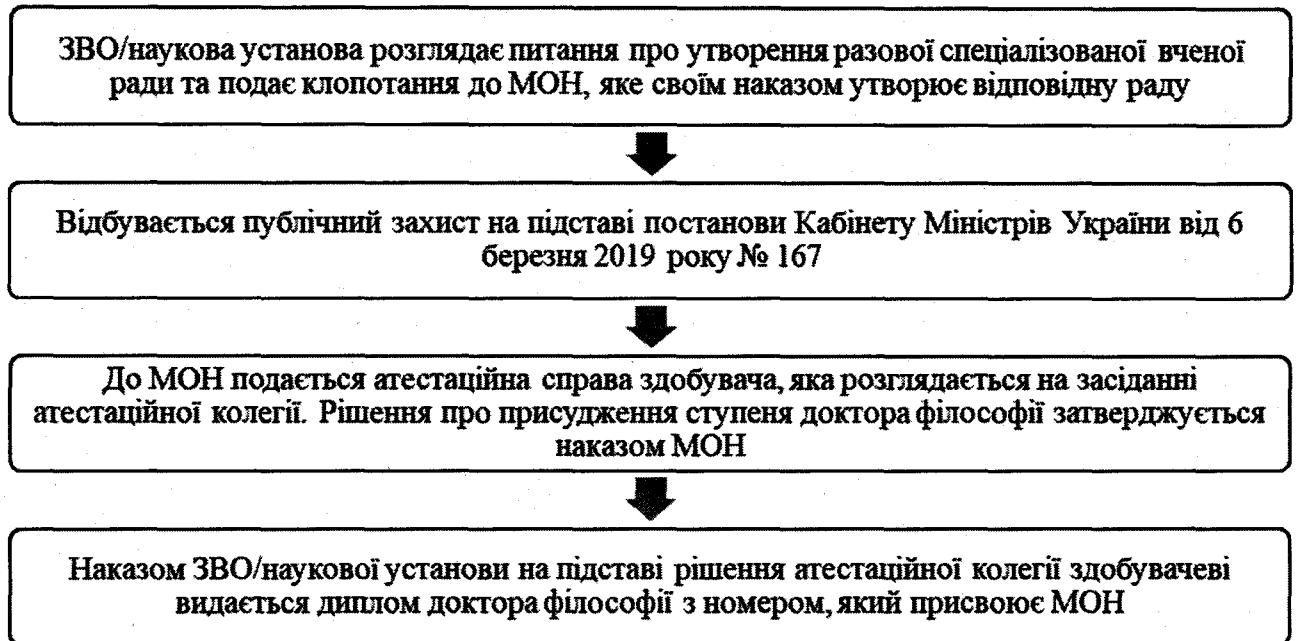 ЗВО/наукова установа розглядає питання про утворення разової спеціалізованої вченої
ради та подає клопотання до МОН, яке своїм наказом утворює відповідну раду
Відбувається публічний захист на підставі постанови Кабінету Міністрів України від 6
березня 2019 року № 167
До МОН подається атестаційна справа здобувача, яка розглядається на засіданні
атестаційної колегії. Рішення про присудження ступеня доктора філософії затверджується
наказом МОН
Наказом ЗВО/наукової установи на підставі рішення атестаційної колегії здобувачеві
видається диплом доктора філософії з номером, який присвоює МОН